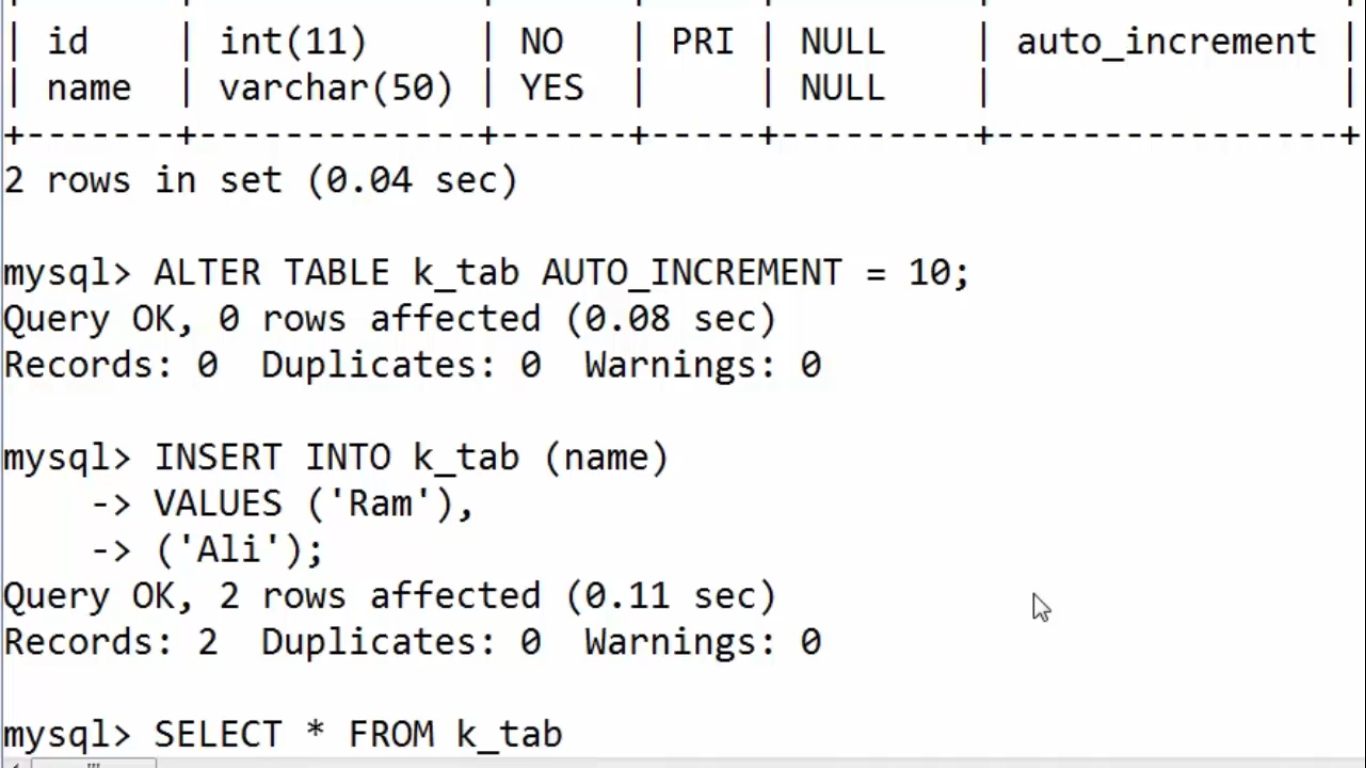 | id | int(11) | NO | PRI | NULL | auto_increment |
| name | varchar(50) | YES | | NULL | |
+-------+-------------+------+-----+---------+----------------+
2 rows in set (0.04 sec)
mysql> ALTER TABLE k_tab AUTO_INCREMENT = 10;
Query OK, 0 rows affected (0.08 sec)
Records: 0  Duplicates: 0  Warnings: 0
mysql> INSERT INTO k_tab (name)
    -> VALUES ('Ram'),
    -> ('Ali');
Query OK, 2 rows affected (0.11 sec)
Records: 2  Duplicates: 0  Warnings: 0
mysql> SELECT * FROM k_tab